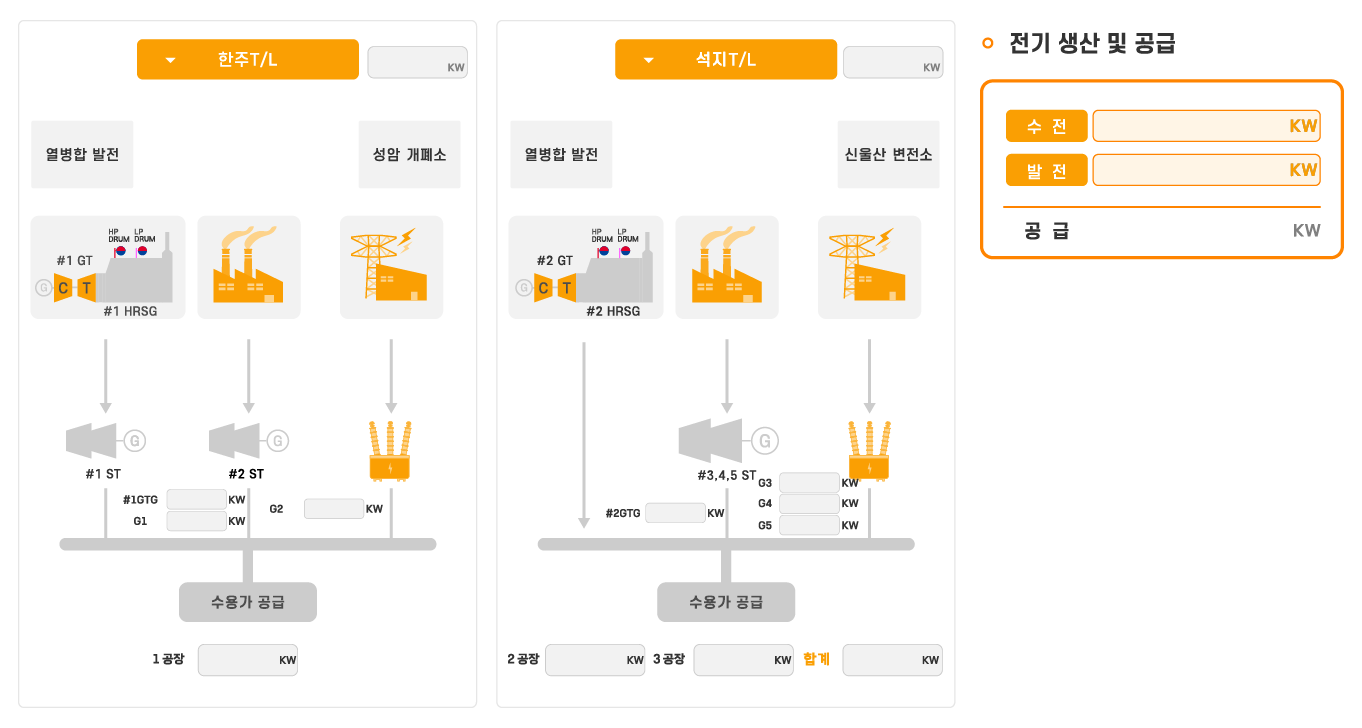 한주T/L
KW
열병합 발전
성암 개폐소
HP
DRUM
LP
DRUM
#1 GT
G
C
T
#1 HRSG
G
#1 ST
G
#2 ST
#1GTG
KW
G1
KW
G2
KW
수용가 공급
1 공장
KW
석지T/L
KW
열병합 발전
신울산 변전소
HP
DRUM
LP
DRUM
#2 GT
G
C
T
#2 HRSG
G
#3,4,5 ST
G3
KW
G4
KW
G5
KW
#2GTG
KW
수용가 공급
2 공장
KW
3 공장
KW
합계
KW
전기 생산 및 공급
수 전
KW
발 전
KW
공 급
KW